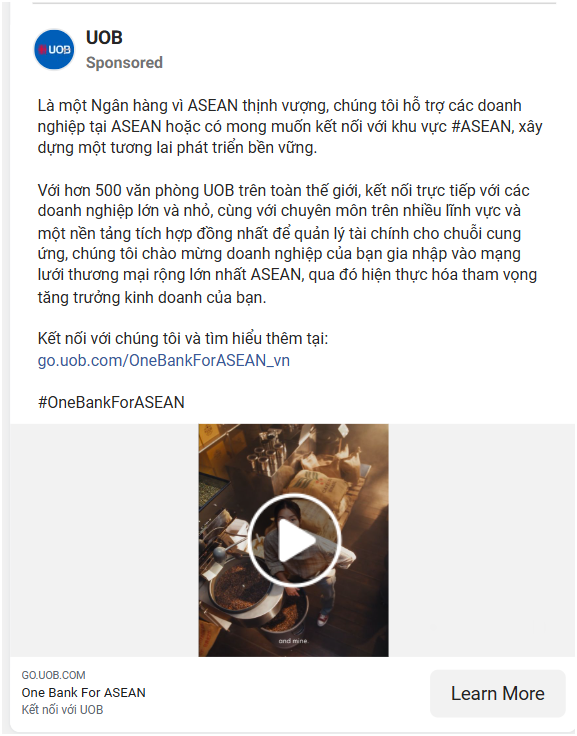 UOB
UOB
Sponsored
Là một Ngân hàng vì ASEAN thịnh vượng, chúng tôi hỗ trợ các doanh
nghiệp tại ASEAN hoặc có mong muốn kết nối với khu vực #ASEAN, xây
dựng một tương lai phát triển bền vững.
Với hơn 500 văn phòng UOB trên toàn thế giới, kết nối trực tiếp với các
doanh nghiệp lớn và nhỏ, cùng với chuyên môn trên nhiều lĩnh vực và
một nền tảng tích hợp đồng nhất để quản lý tài chính cho chuỗi cung
ứng, chúng tôi chào mừng doanh nghiệp của bạn gia nhập vào mạng
lưới thương mại rộng lớn nhất ASEAN, qua đó hiện thực hóa tham vọng
tăng trưởng kinh doanh của bạn.
Kết nối với chúng tôi và tìm hiểu thêm tại:
go.uob.com/OneBankForASEAN_vn
#OneBankForASEAN
and mine.
GO.UOB.COM
One Bank For ASEAN
Kết nối với UOB
Learn More